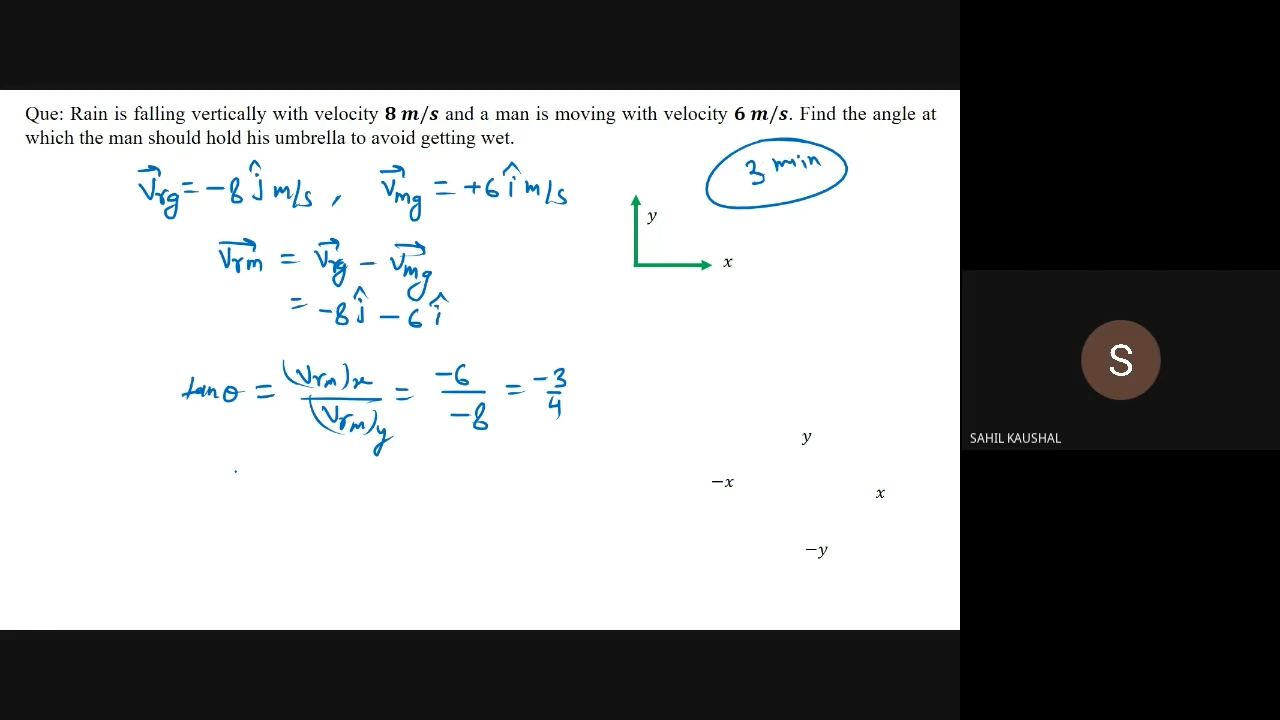 Que: Rain is falling vertically with velocity 8 m/s and a man is moving with velocity 6 m/s. Find the angle at
which the man should hold his umbrella to avoid getting wet.
3 min
V⃗rg = -8ĵ m/s , V⃗mg = +6î m/s
y
x
V⃗rm = V⃗rg - V⃗mg
= -8ĵ - 6î
tanθ = (Vrm)x / (Vrm)y = -6 / -8 = -3 / 4
y
-x
x
-y
S
SAHIL KAUSHAL